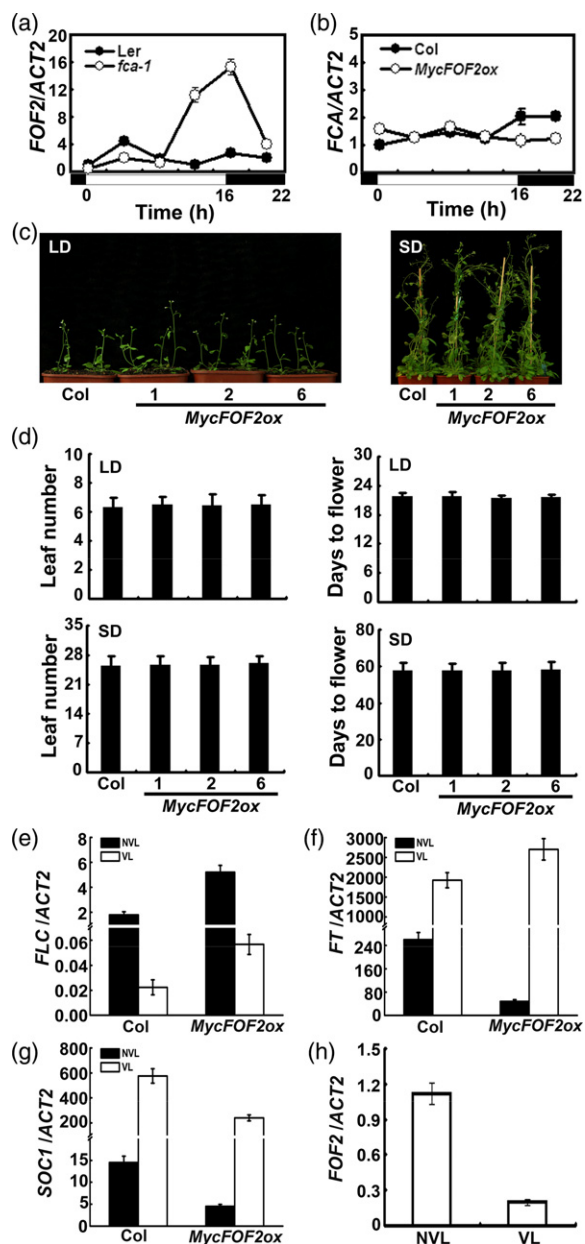 (a)
Ler
fca-1
FOF2/ACT2
20
16
12
8
4
0
0
16
22
Time (h)
(b)
Col
MycFOF2ox
FCA/ACT2
5
4
3
2
1
0
0
16
22
Time (h)
(c)
LD
Col
1
2
6
MycFOF2ox
SD
Col
1
2
6
MycFOF2ox
(d)
LD
Leaf number
8
6
4
2
0
LD
Days to flower
30
24
18
12
6
0
SD
Leaf number
35
28
21
14
7
0
Col
1
2
6
MycFOF2ox
SD
Days to flower
80
60
40
20
0
Col
1
2
6
MycFOF2ox
(e)
NVL
VL
FLC /ACT2
8
6
4
2
0.06
0.04
0.02
0.00
Col
MycFOF2ox
(f)
NVL
VL
FT /ACT2
3000
2500
2000
1500
1000
240
160
80
0
Col
MycFOF2ox
(g)
NVL
VL
SOC1 /ACT2
800
600
400
200
15
10
5
0
Col
MycFOF2ox
(h)
FOF2 /ACT2
1.5
1.2
0.9
0.6
0.3
0
NVL
VL